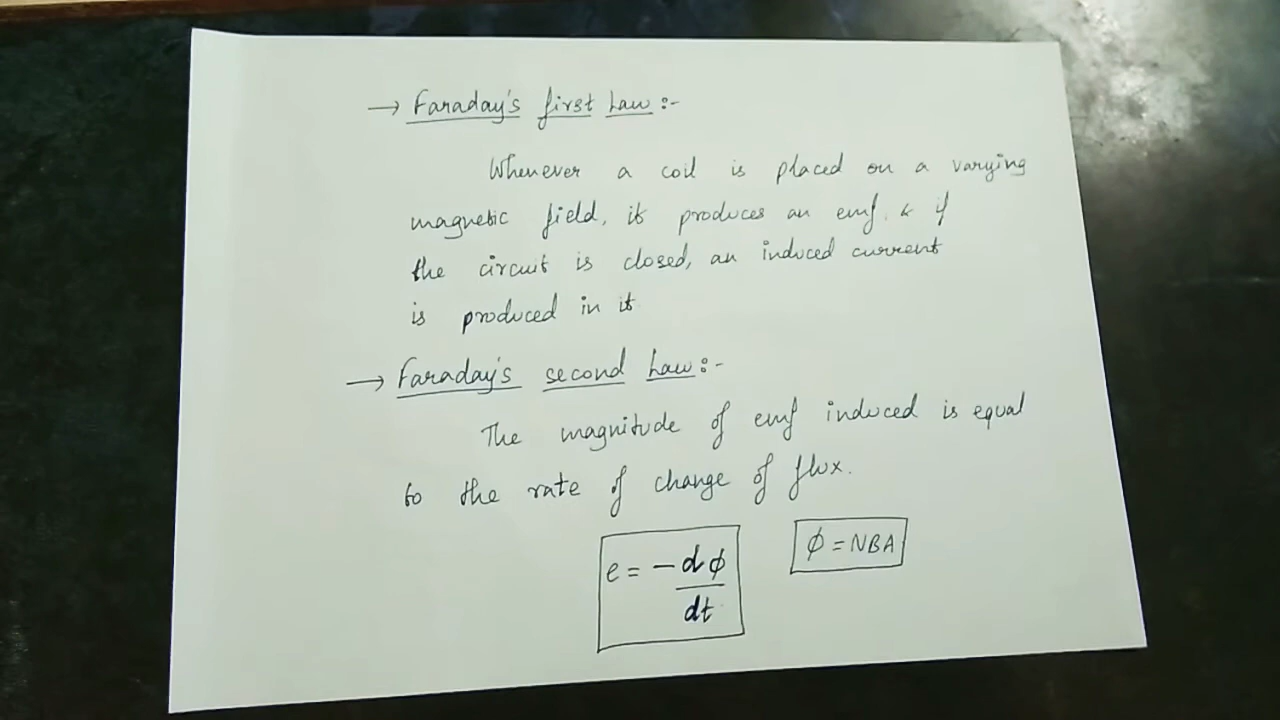 → Faraday's first Law :-
Whenever a coil is placed on a varying
magnetic field, it produces an emf. & if
the circuit is closed, an induced current
is produced in it
→ Faraday's second Law :-
The magnitude of emf induced is equal
to the rate of change of flux.
e = -dϕ/dt
ϕ = NBA